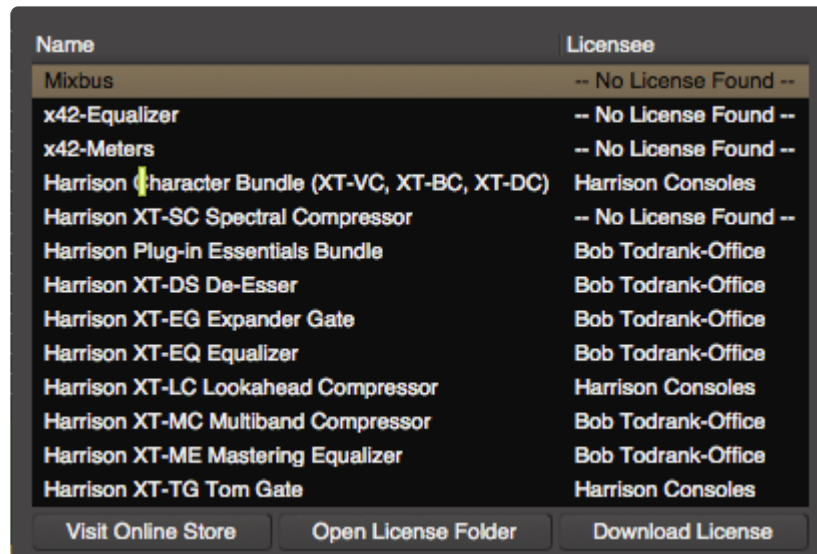 Name Licensee
Mixbus -- No License Found --
x42-Equalizer -- No License Found --
x42-Meters -- No License Found --
Harrison Character Bundle (XT-VC, XT-BC, XT-DC) Harrison Consoles
Harrison XT-SC Spectral Compressor -- No License Found --
Harrison Plug-in Essentials Bundle Bob Todrank-Office
Harrison XT-DS De-Esser Bob Todrank-Office
Harrison XT-EG Expander Gate Bob Todrank-Office
Harrison XT-EQ Equalizer Bob Todrank-Office
Harrison XT-LC Lookahead Compressor Harrison Consoles
Harrison XT-MC Multiband Compressor Bob Todrank-Office
Harrison XT-ME Mastering Equalizer Bob Todrank-Office
Harrison XT-TG Tom Gate Harrison Consoles
Visit Online Store Open License Folder Download License